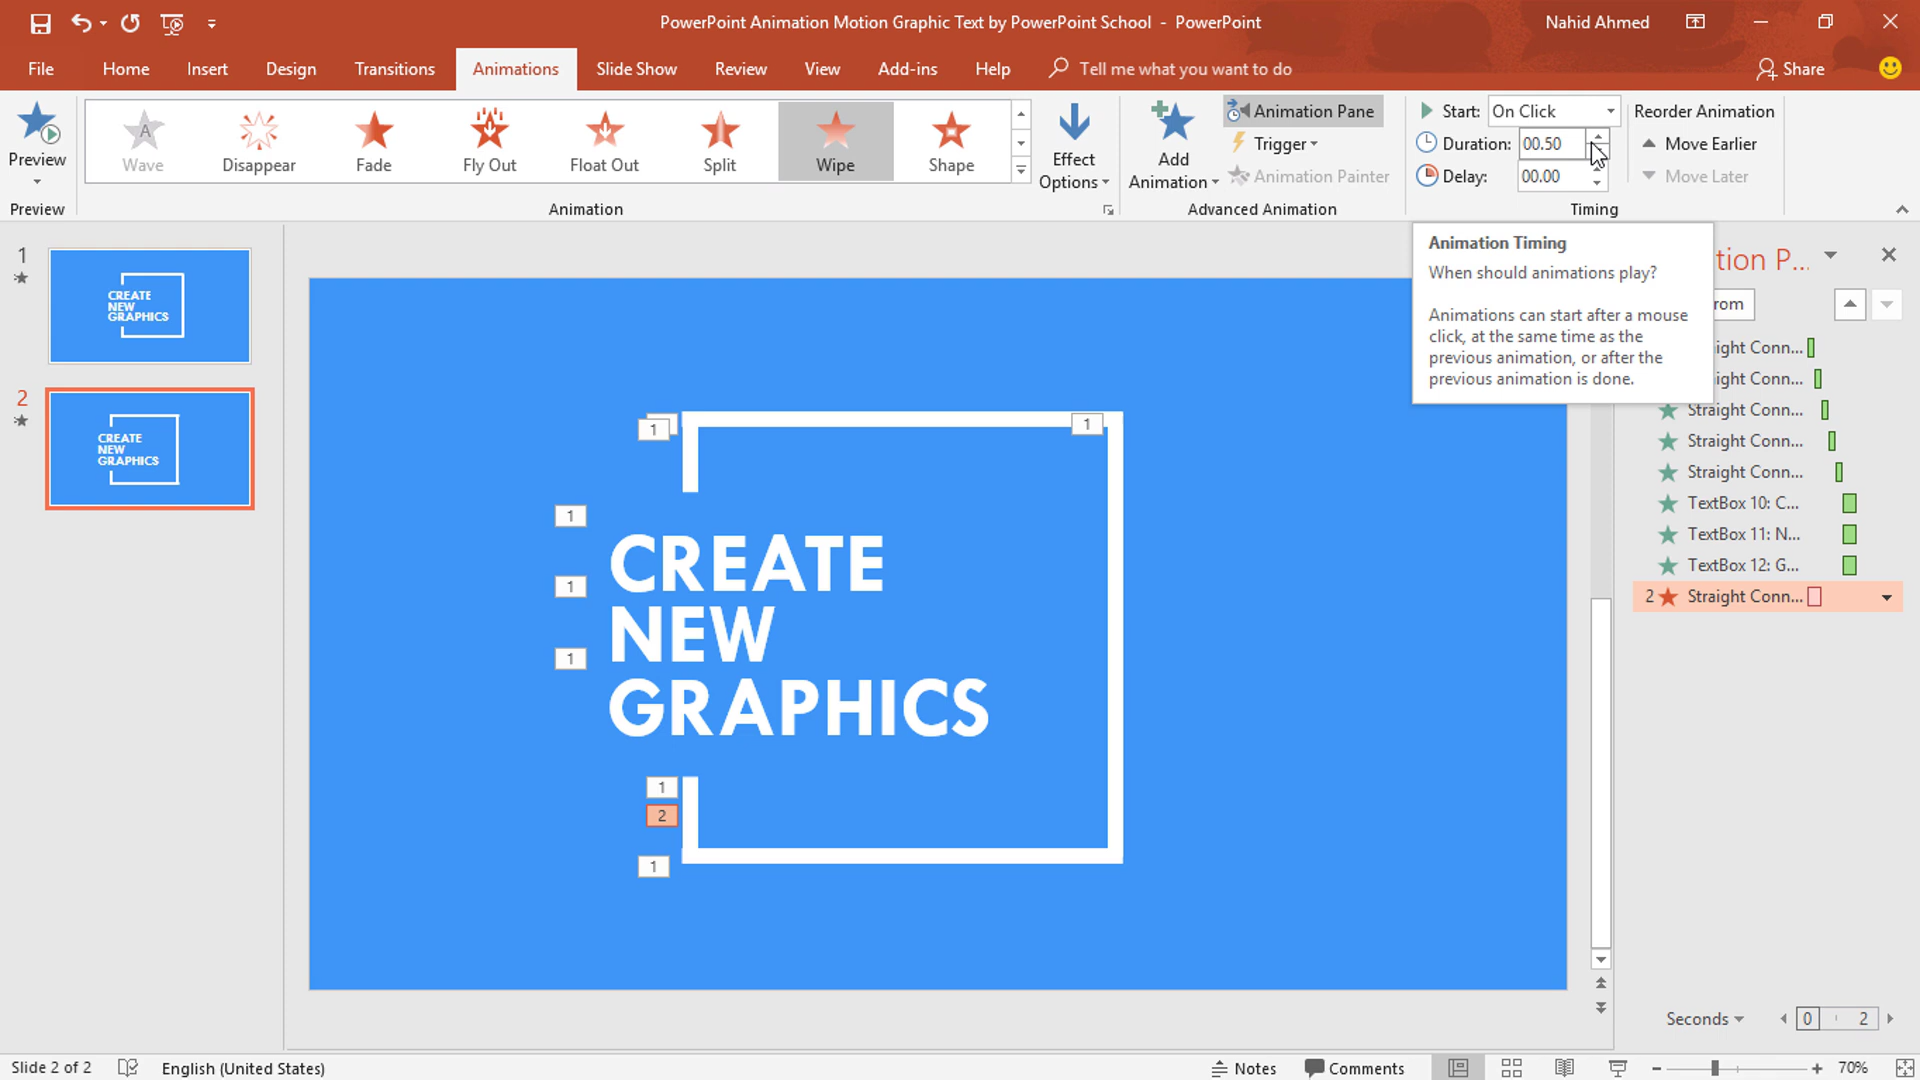 PowerPoint Animation Motion Graphic Text by PowerPoint School - PowerPoint
Nahid Ahmed
File Home Insert Design Transitions Animations Slide Show Review View Add-ins Help Tell me what you want to do Share
Preview
Preview
A
Wave
Disappear
Fade
Fly Out
Float Out
Split
Wipe
Shape
Animation
Effect
Options
Add
Animation
Animation Pane
Trigger
Animation Painter
Advanced Animation
Start: On Click
Duration: 00.50
Delay: 00.00
Timing
Reorder Animation
Move Earlier
Move Later
Animation Timing
When should animations play?
Animations can start after a mouse
click, at the same time as the
previous animation, or after the
previous animation is done.
1
CREATE
NEW
GRAPHICS
2
CREATE
NEW
GRAPHICS
1
1
1
CREATE
1
NEW
1
GRAPHICS
1
2
1
tion P...
rom
ight Conn...
ight Conn...
Straight Conn...
Straight Conn...
Straight Conn...
TextBox 10: C...
TextBox 11: N...
TextBox 12: G...
2 Straight Conn...
Seconds 0 2
Slide 2 of 2 English (United States) Notes Comments 70%